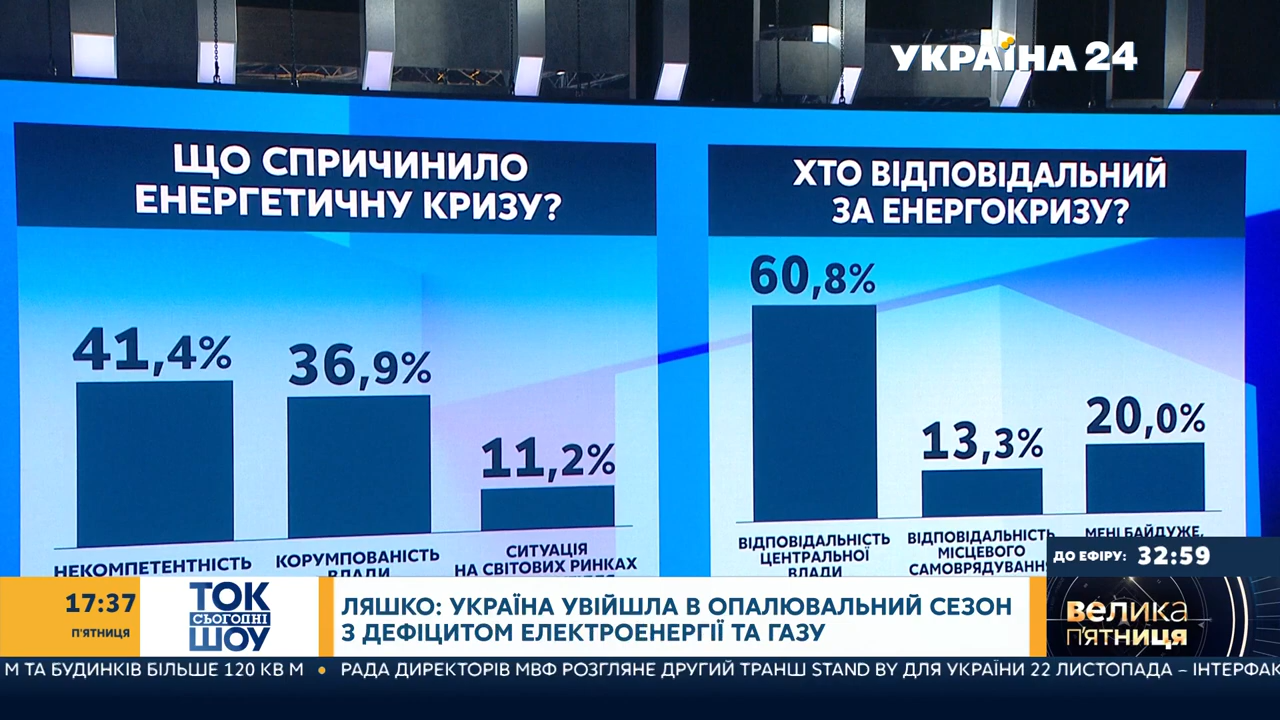 УКРАЇНА 24
ЩО СПРИЧИНИЛО
ЕНЕРГЕТИЧНУ КРИЗУ?
41,4%
36,9%
11,2%
НЕКОМПЕТЕНТНІСТЬ
КОРУМПОВАНІСТЬ
ВЛАДИ
СИТУАЦІЯ
НА СВІТОВИХ РИНКАХ
ХТО ВІДПОВІДАЛЬНИЙ
ЗА ЕНЕРГОКРИЗУ?
60,8%
13,3%
20,0%
ВІДПОВІДАЛЬНІСТЬ
ЦЕНТРАЛЬНОЇ
ВЛАДИ
ВІДПОВІДАЛЬНІСТЬ
МІСЦЕВОГО
САМОВРЯДУВАНН
МЕНІ БАЙДУЖЕ,
ДО ЕФІРУ: 32:59
17:37
П'ЯТНИЦЯ
ТОК
СЬОГОДНІ
ШОУ
ЛЯШКО: УКРАЇНА УВІЙШЛА В ОПАЛЮВАЛЬНИЙ СЕЗОН
З ДЕФІЦИТОМ ЕЛЕКТРОЕНЕРГІЇ ТА ГАЗУ
велика
п'ятниця
М ТА БУДИНКІВ БІЛЬШЕ 120 КВ М • РАДА ДИРЕКТОРІВ МВФ РОЗГЛЯНЕ ДРУГИЙ ТРАНШ STAND BY ДЛЯ УКРАЇНИ 22 ЛИСТОПАДА – ІНТЕРФАК